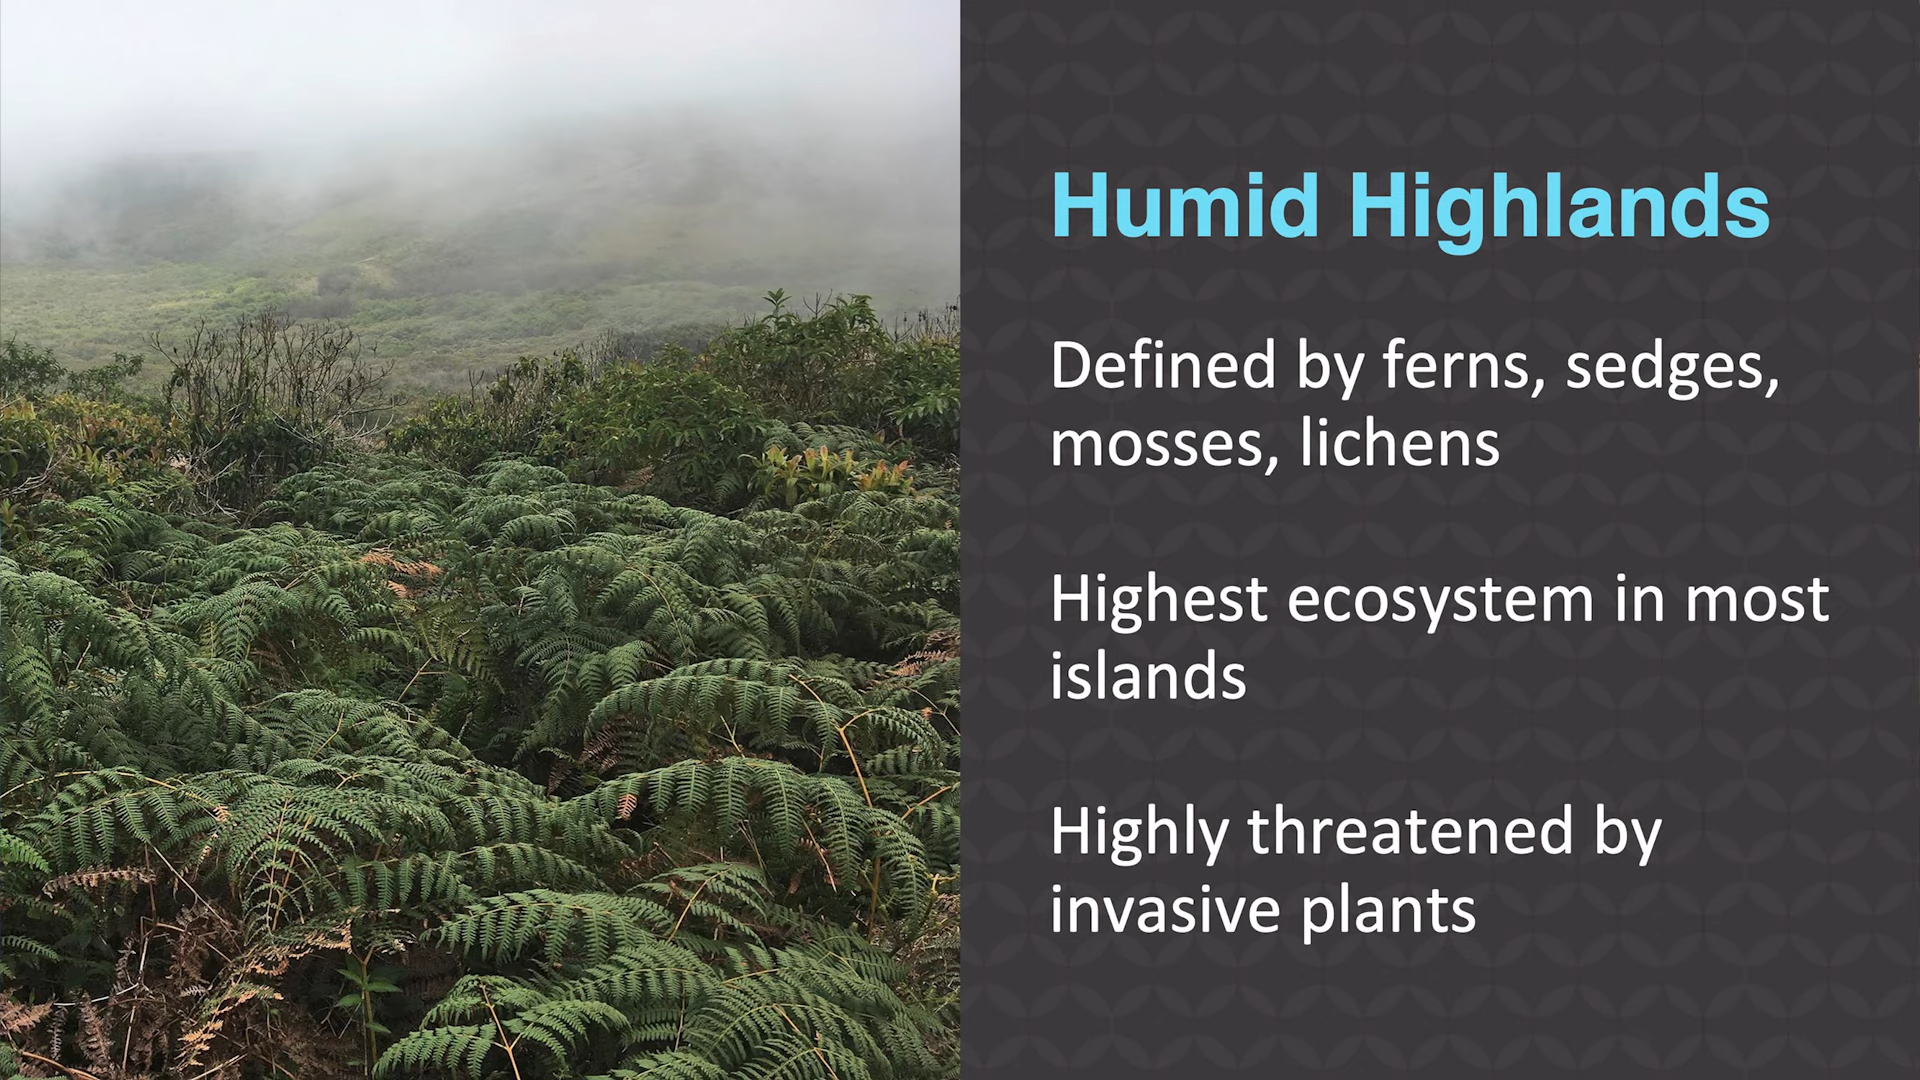 Humid Highlands
Defined by ferns, sedges,
mosses, lichens
Highest ecosystem in most
islands
Highly threatened by
invasive plants